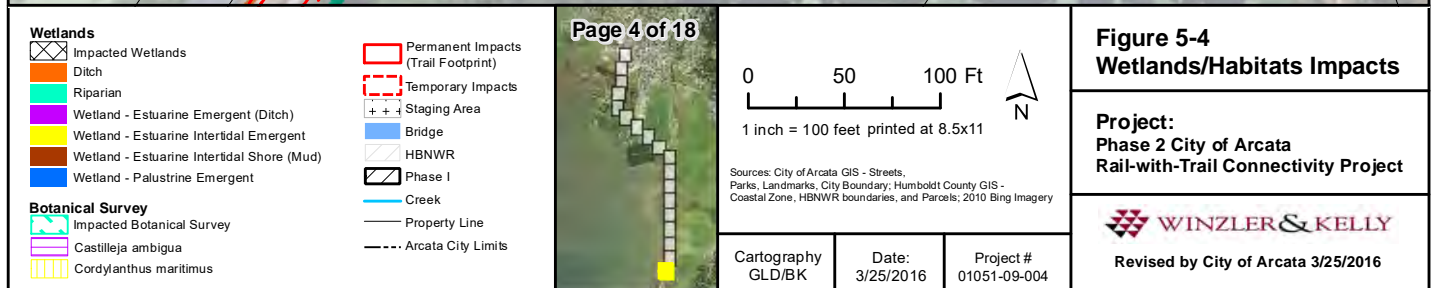 Wetlands
Impacted Wetlands
Ditch
Riparian
Wetland - Estuarine Emergent (Ditch)
Wetland - Estuarine Intertidal Emergent
Wetland - Estuarine Intertidal Shore (Mud)
Wetland - Palustrine Emergent
Botanical Survey
Impacted Botanical Survey
Castilleja ambigua
Cordylanthus maritimus
Permanent Impacts
(Trail Footprint)
Temporary Impacts
Staging Area
Bridge
HBNWR
Phase I
Creek
Property Line
Arcata City Limits
Page 4 of 18
0 50 100 Ft
N
1 inch = 100 feet printed at 8.5x11
Sources: City of Arcata GIS - Streets,
Parks, Landmarks, City Boundary; Humboldt County GIS -
Coastal Zone, HBNWR boundaries, and Parcels; 2010 Bing Imagery
Cartography
GLD/BK
Date:
3/25/2016
Project #
01051-09-004
Figure 5-4
Wetlands/Habitats Impacts
Project:
Phase 2 City of Arcata
Rail-with-Trail Connectivity Project
WINZLER & KELLY
Revised by City of Arcata 3/25/2016